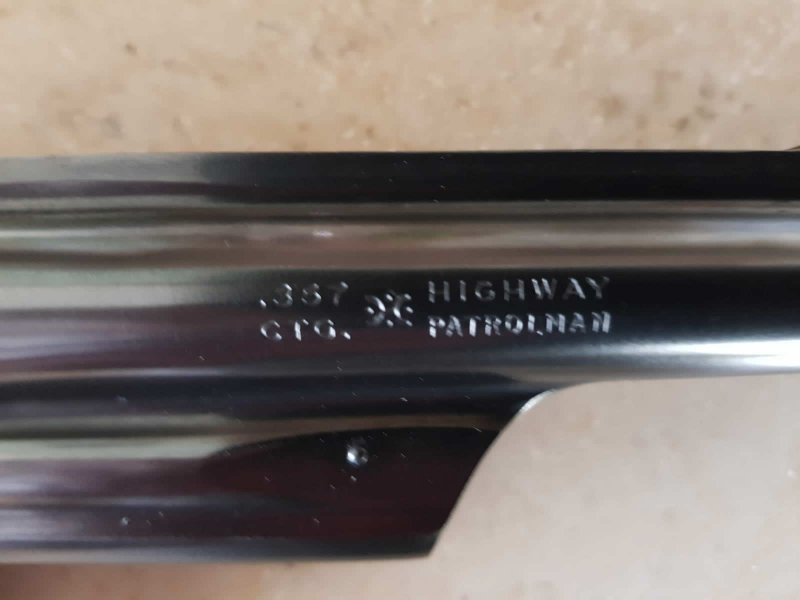 .357 HIGHWAY
CTG. PATROLMAN